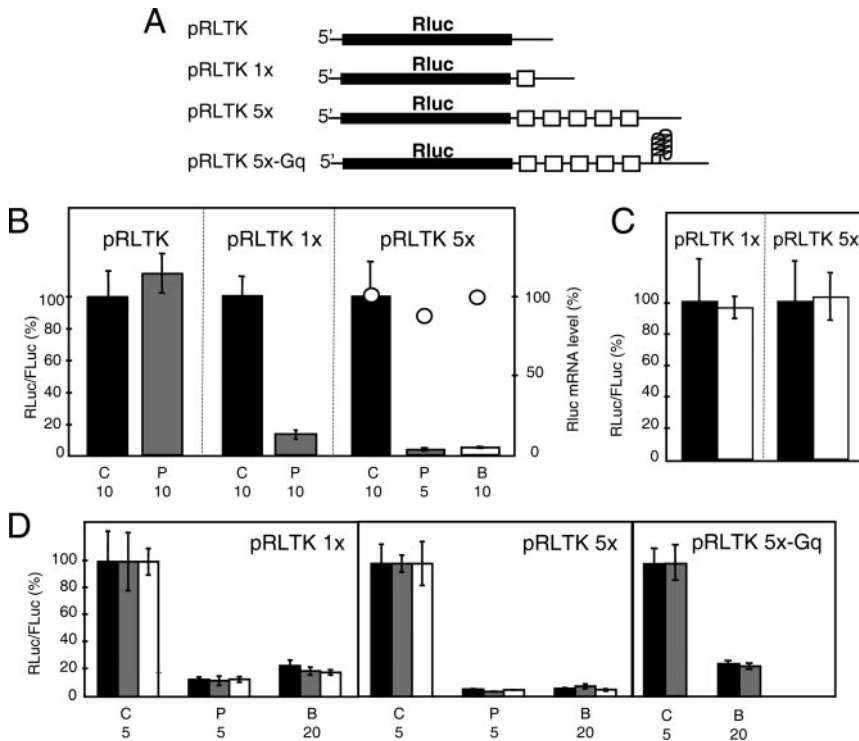 A
pRLTK 5' Rluc
pRLTK 1x 5' Rluc
pRLTK 5x 5' Rluc
pRLTK 5x-Gq 5' Rluc
B
pRLTK pRLTK 1x pRLTK 5x
RLuc/FLuc (%)
100
80
60
40
20
0
100
50
0
Rluc mRNA level (%)
C P C P C P B
10 10 10 10 10 5 10
C
pRLTK 1x pRLTK 5x
RLuc/FLuc (%)
100
80
60
40
20
0
D
pRLTK 1x pRLTK 5x pRLTK 5x-Gq
RLuc/FLuc (%)
100
80
60
40
20
0
C P B C P B C B
5 5 20 5 5 20 5 20